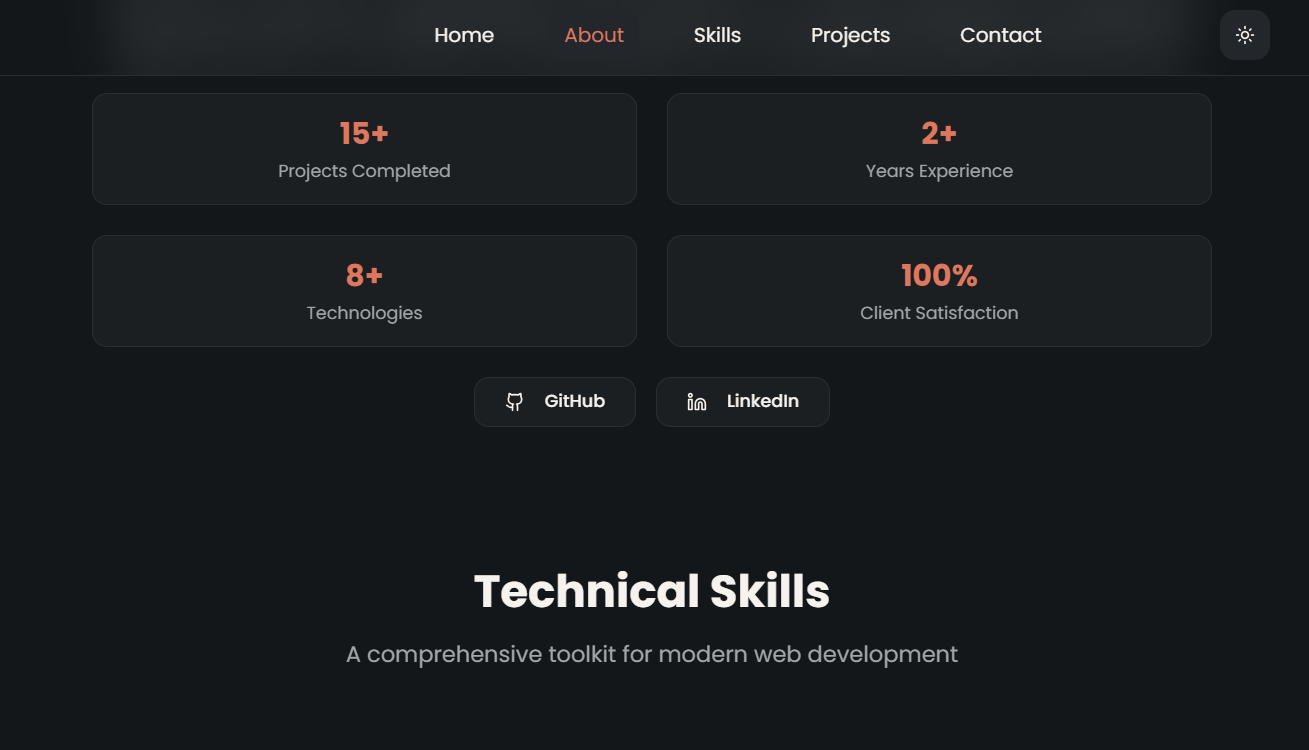 Home About Skills Projects Contact
15+
Projects Completed
2+
Years Experience
8+
Technologies
100%
Client Satisfaction
GitHub
LinkedIn
Technical Skills
A comprehensive toolkit for modern web development